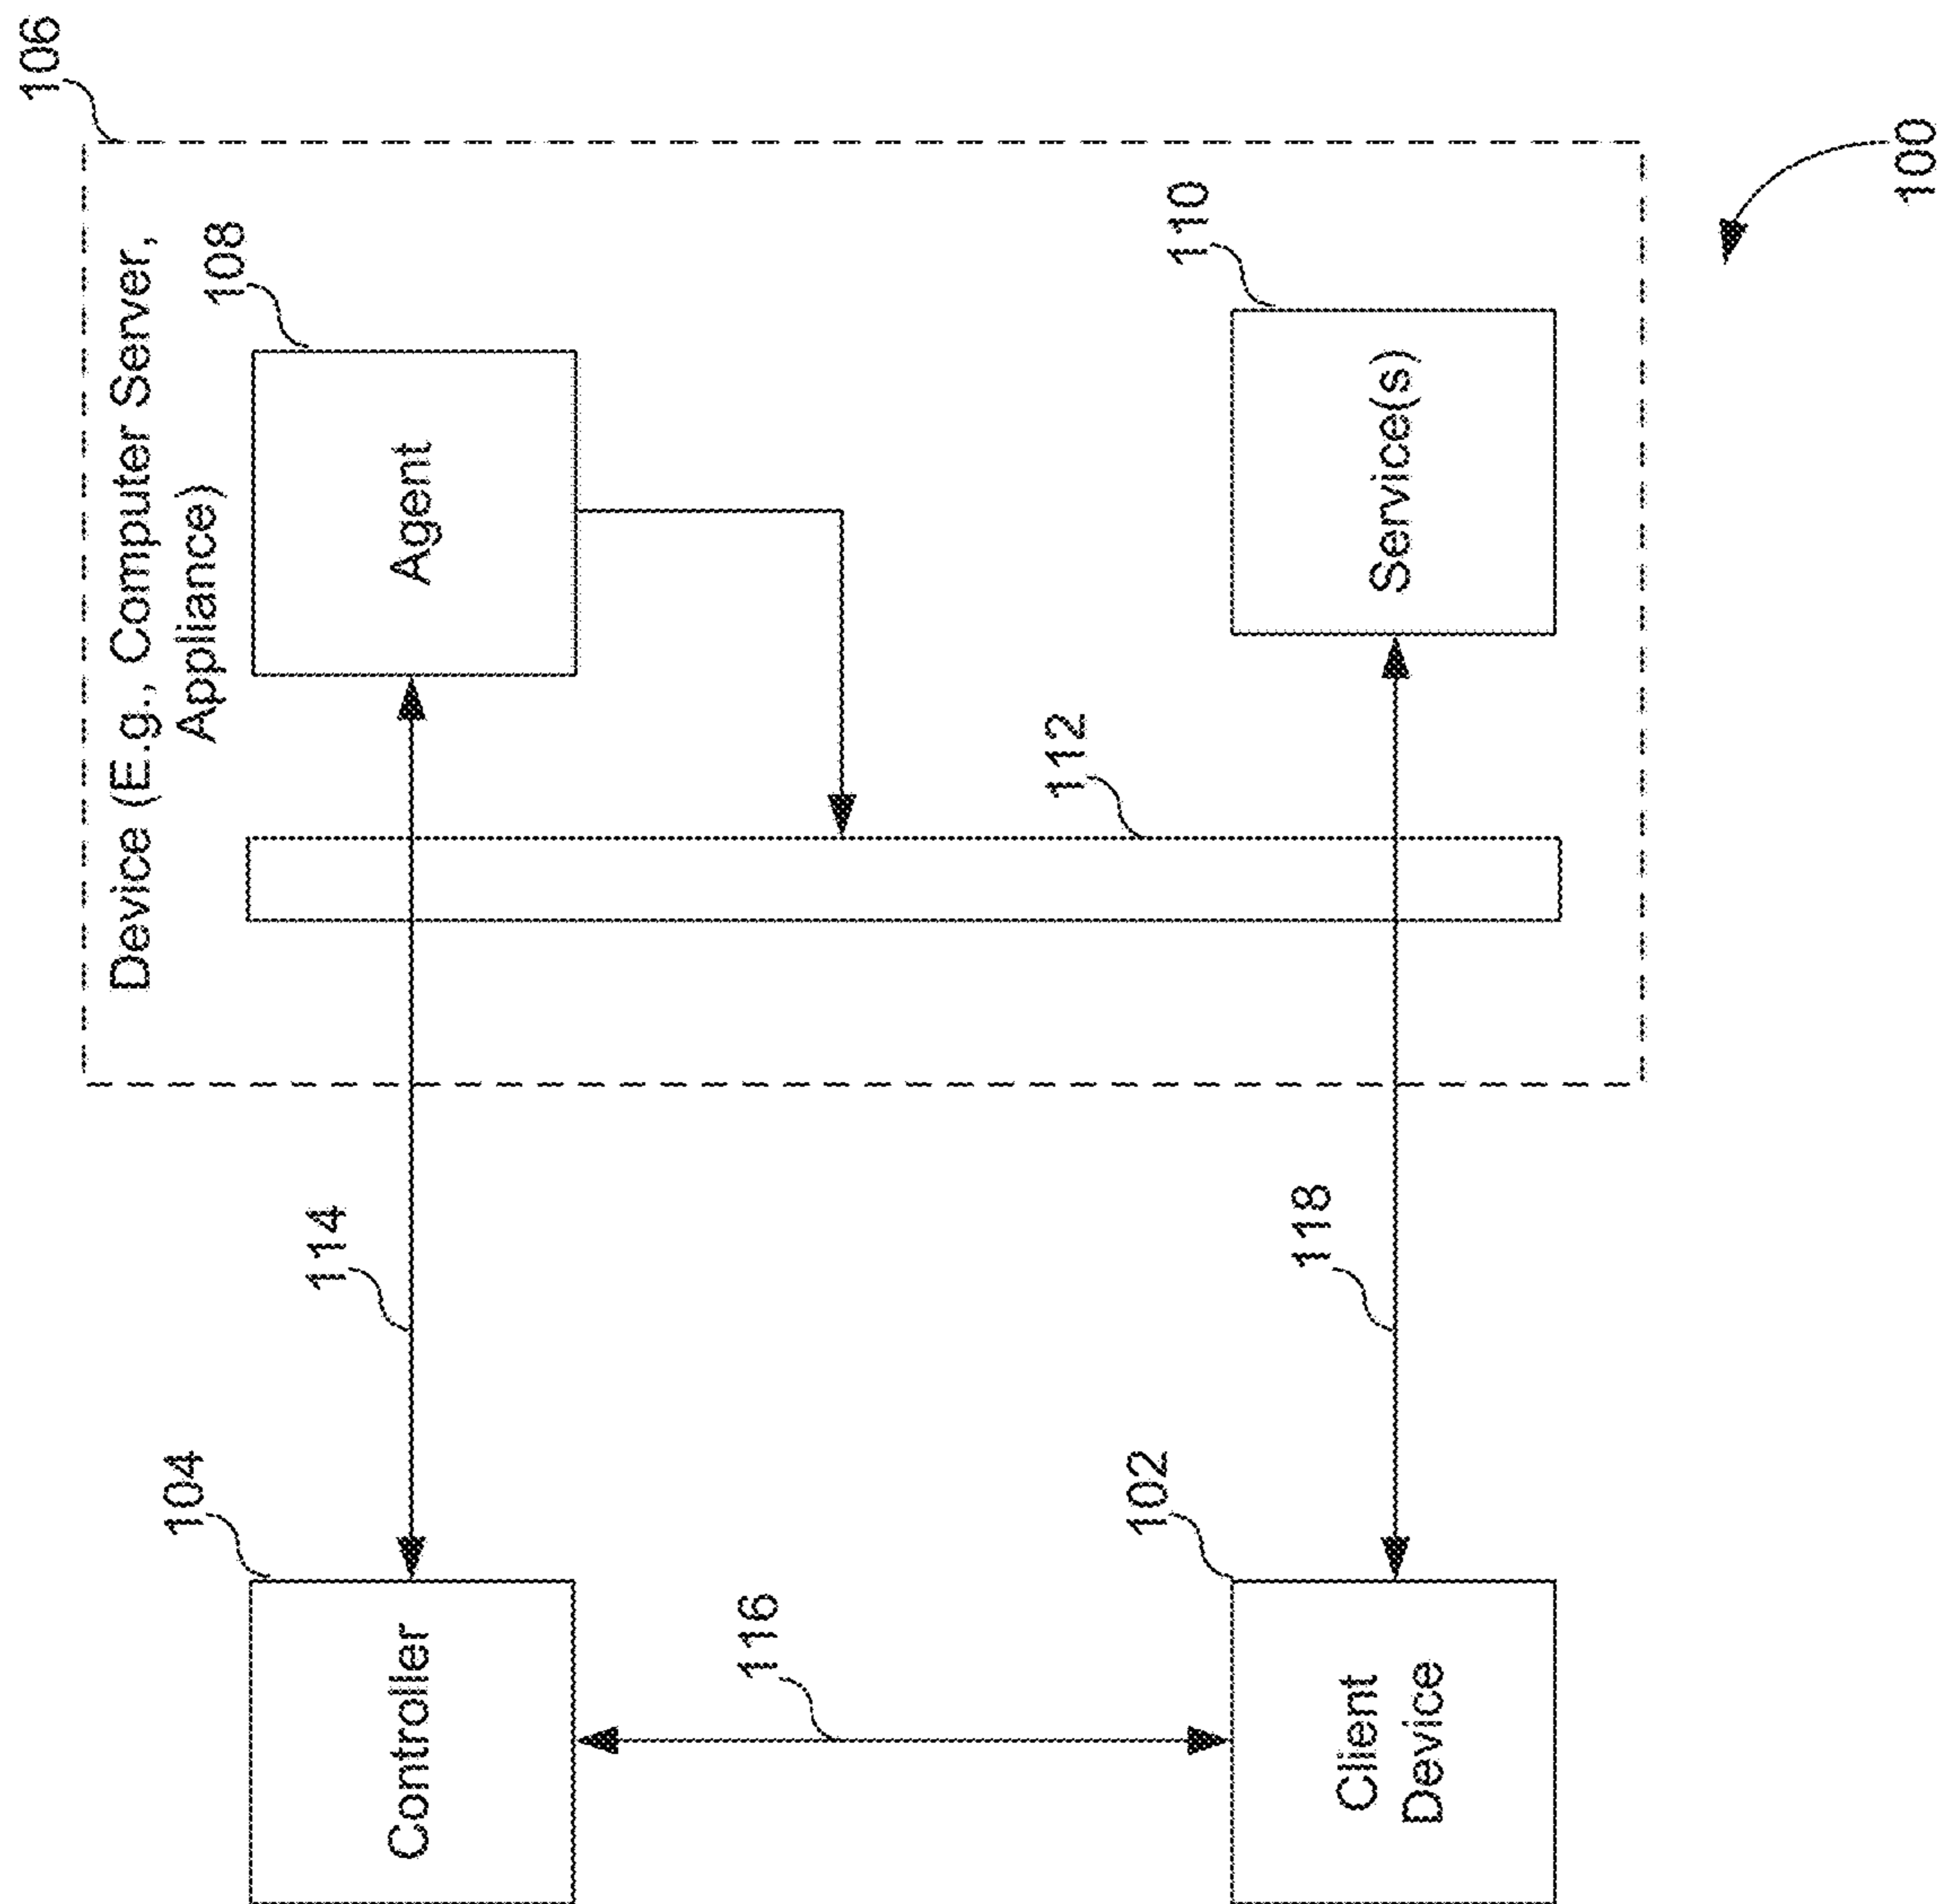 106
Device (E.g., Computer Server,
Appliance)
104
114
108
Controller
Agent
116
112
102
118
110
Client
Device
Service(s)
100